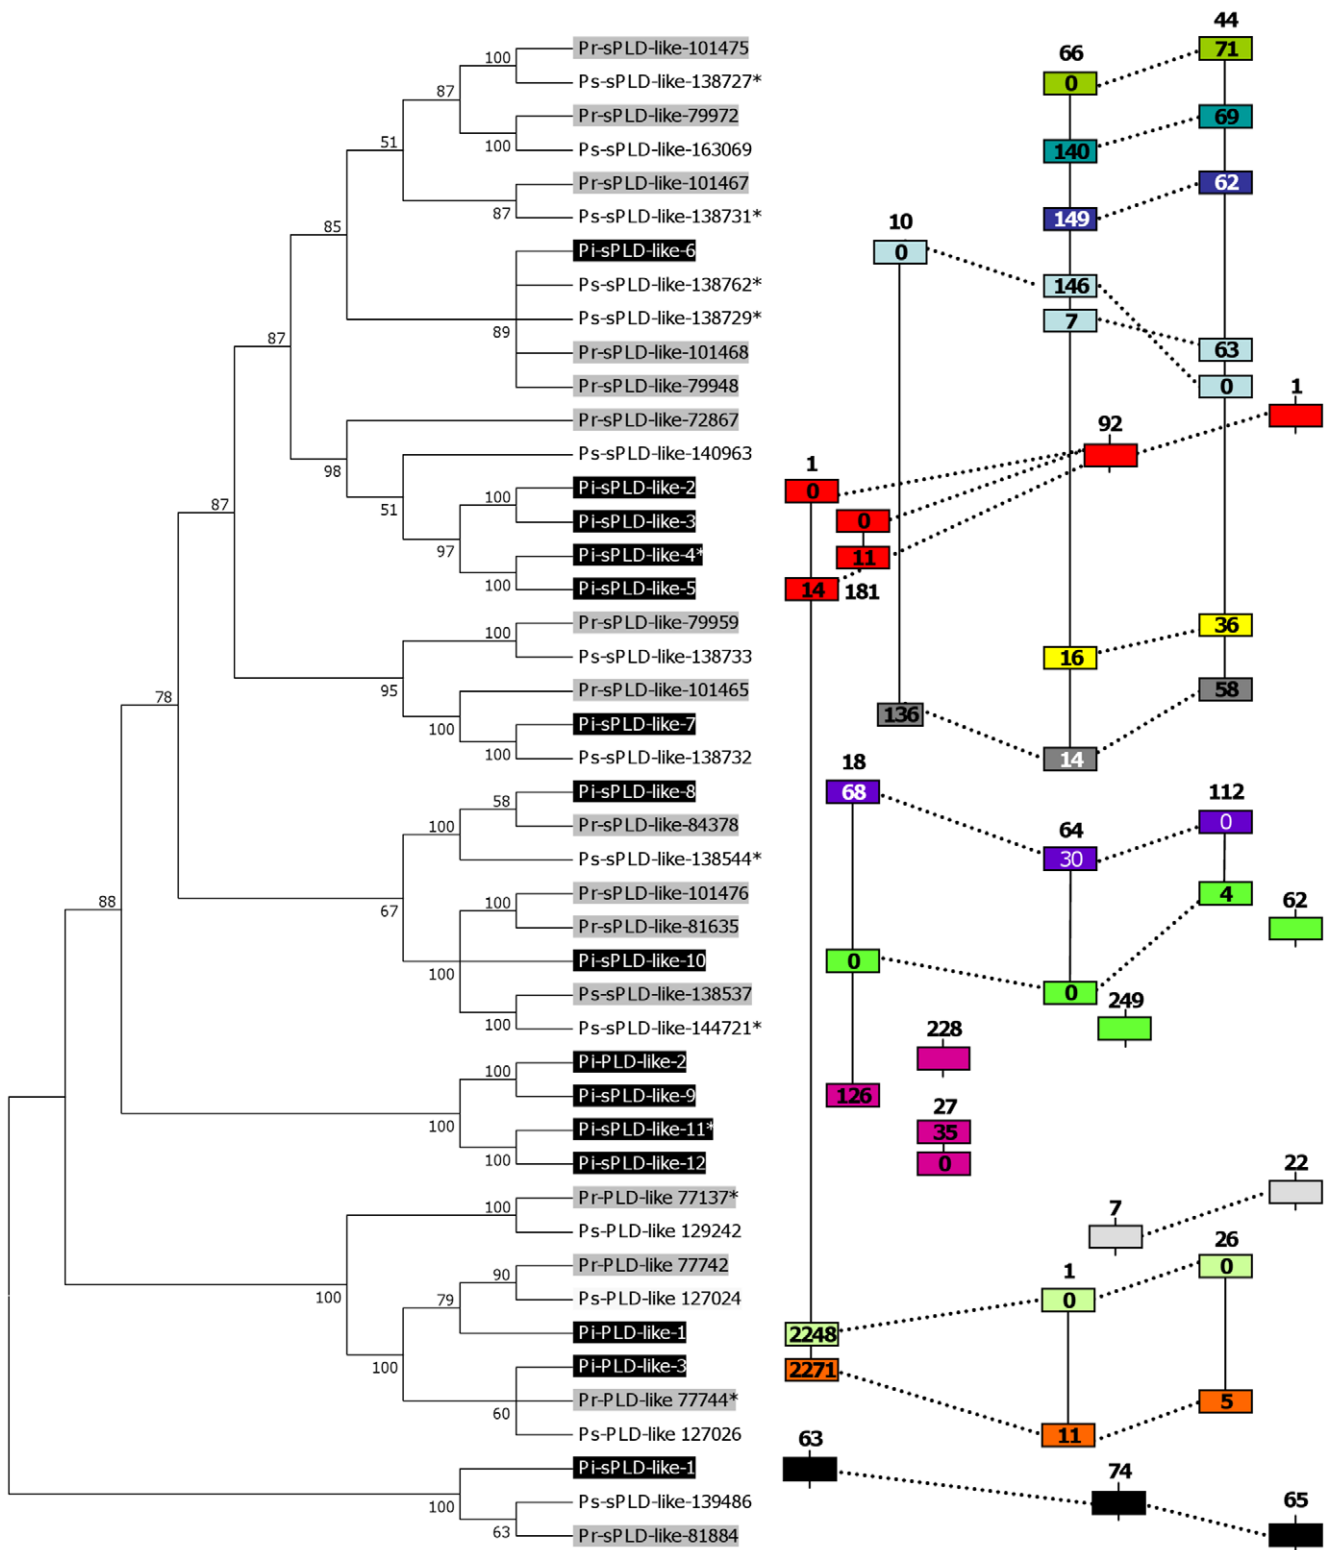 44
Pr-sPLD-like-101475 71
100 66
Ps-sPLD-like-138727* 0
87
Pr-sPLD-like-79972 69
51 100 Ps-sPLD-like-163069 140
Pr-sPLD-like-101467 62
87 Ps-sPLD-like-138731* 149
85 10
Pi-sPLD-like-6 0
Ps-sPLD-like-138762* 146
89 Ps-sPLD-like-138729* 7
87 Pr-sPLD-like-101468 63
Pr-sPLD-like-79948 0 1
Pr-sPLD-like-72867 92
98 Ps-sPLD-like-140963 1
100 Pi-sPLD-like-2 0
87 51 Pi-sPLD-like-3 0
97 Pi-sPLD-like-4* 11
100 Pi-sPLD-like-5 14 181
100 Pr-sPLD-like-79959 36
Ps-sPLD-like-138733 16
95 Pr-sPLD-like-101465 58
78 100 Pi-sPLD-like-7 136
100 Ps-sPLD-like-138732 14
18
58 Pi-sPLD-like-8 68 112
100 Pr-sPLD-like-84378 64 0
Ps-sPLD-like-138544* 30
88 67 100 Pr-sPLD-like-101476 4 62
Pr-sPLD-like-81635
100 Pi-sPLD-like-10 0
Ps-sPLD-like-138537 0 249
100 Ps-sPLD-like-144721* 228
100 Pi-PLD-like-2
Pi-sPLD-like-9 126 27
100 Pi-sPLD-like-11* 35
100 Pi-sPLD-like-12 0 22
100 Pr-PLD-like 77137* 7
Ps-PLD-like 129242 26
90 Pr-PLD-like 77742 1 0
100 79 Ps-PLD-like 127024 0
Pi-PLD-like-1 2248
100 Pi-PLD-like-3 2271
60 Pr-PLD-like 77744* 5
Ps-PLD-like 127026 63 11
Pi-sPLD-like-1 74
100 Ps-sPLD-like-139486 65
63 Pr-sPLD-like-81884